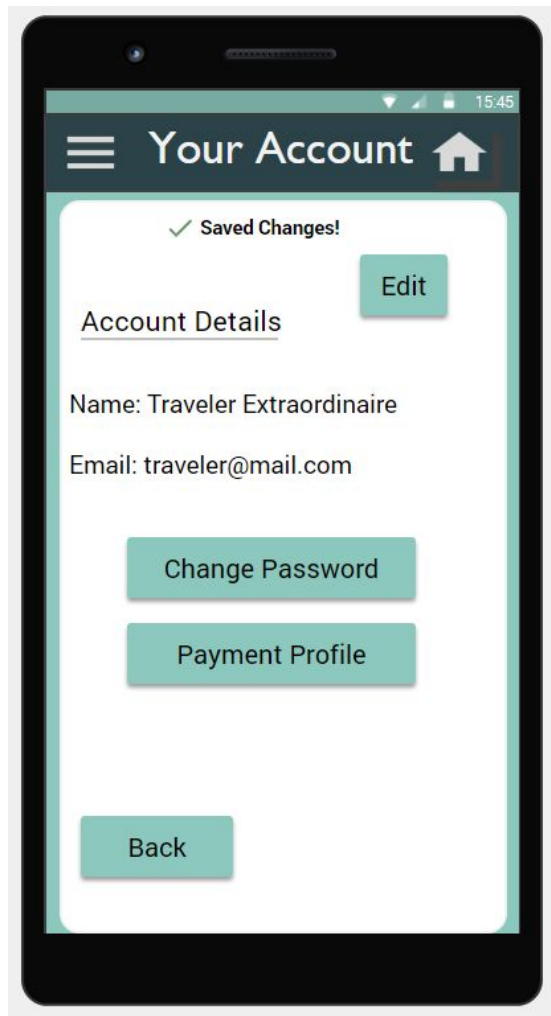 15:45
Your Account
Saved Changes!
Edit
Account Details
Name: Traveler Extraordinaire
Email: traveler@mail.com
Change Password
Payment Profile
Back